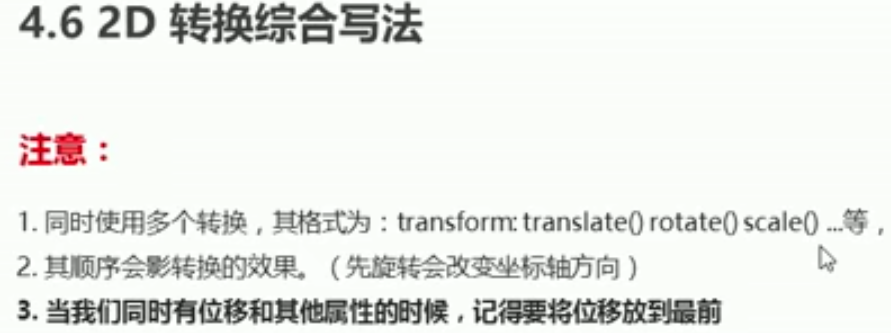 4.6 2D 转换综合写法
注意：
1. 同时使用多个转换，其格式为：transform: translate() rotate() scale() ...等，
2. 其顺序会影转换的效果。（先旋转会改变坐标轴方向）
3. 当我们同时有位移和其他属性的时候，记得要将位移放到最前